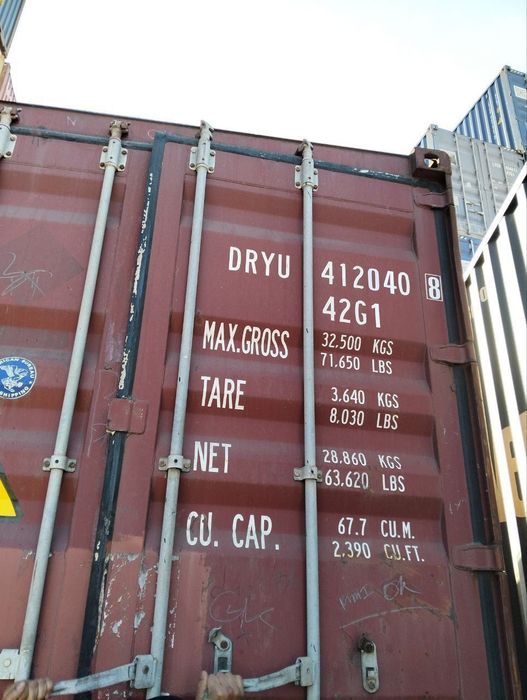 DRYU 412040 8
42G1
MAX.GROSS 32.500 KGS
71.650 LBS
TARE 3.640 KGS
8.030 LBS
NET 28.860 KGS
63.620 LBS
CU. CAP. 67.7 CU.M.
2.390 CU.FT.
OK